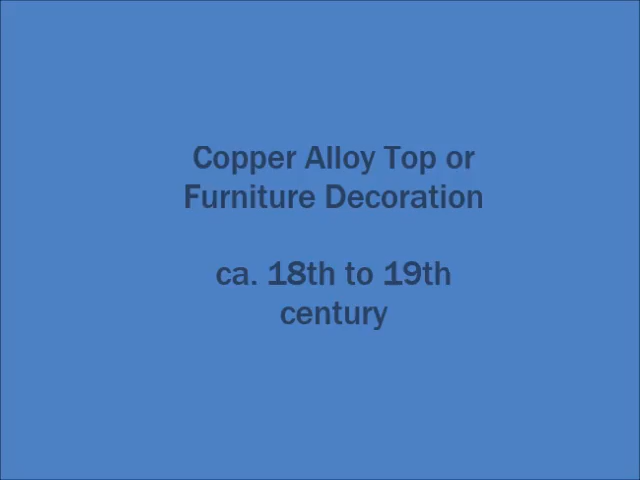 Copper Alloy Top or
Furniture Decoration
ca. 18th to 19th
century